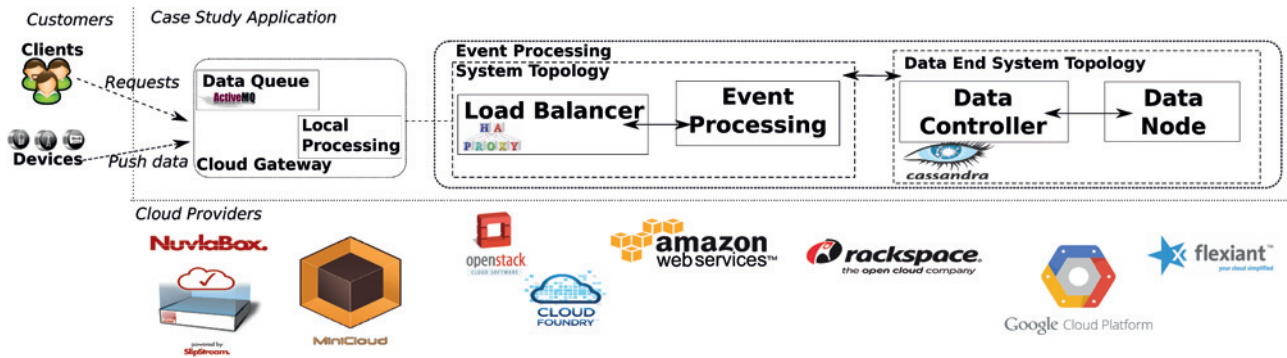 Customers
Case Study Application
Clients
Requests
Devices
Push data
Data Queue
ActiveMQ
Local
Processing
Cloud Gateway
Event Processing
System Topology
Load Balancer
HA
PROXY
Event
Processing
Data End System Topology
Data
Controller
cassandra
Data
Node
Cloud Providers
NuvlaBox.
powered by
SlipStream.
MiniCloud
openstack
CLOUD SOFTWARE
CLOUD
FOUNDRY™
amazon
webservices™
rackspace®
the open cloud company
Google Cloud Platform
flexiant™
your cloud simplified